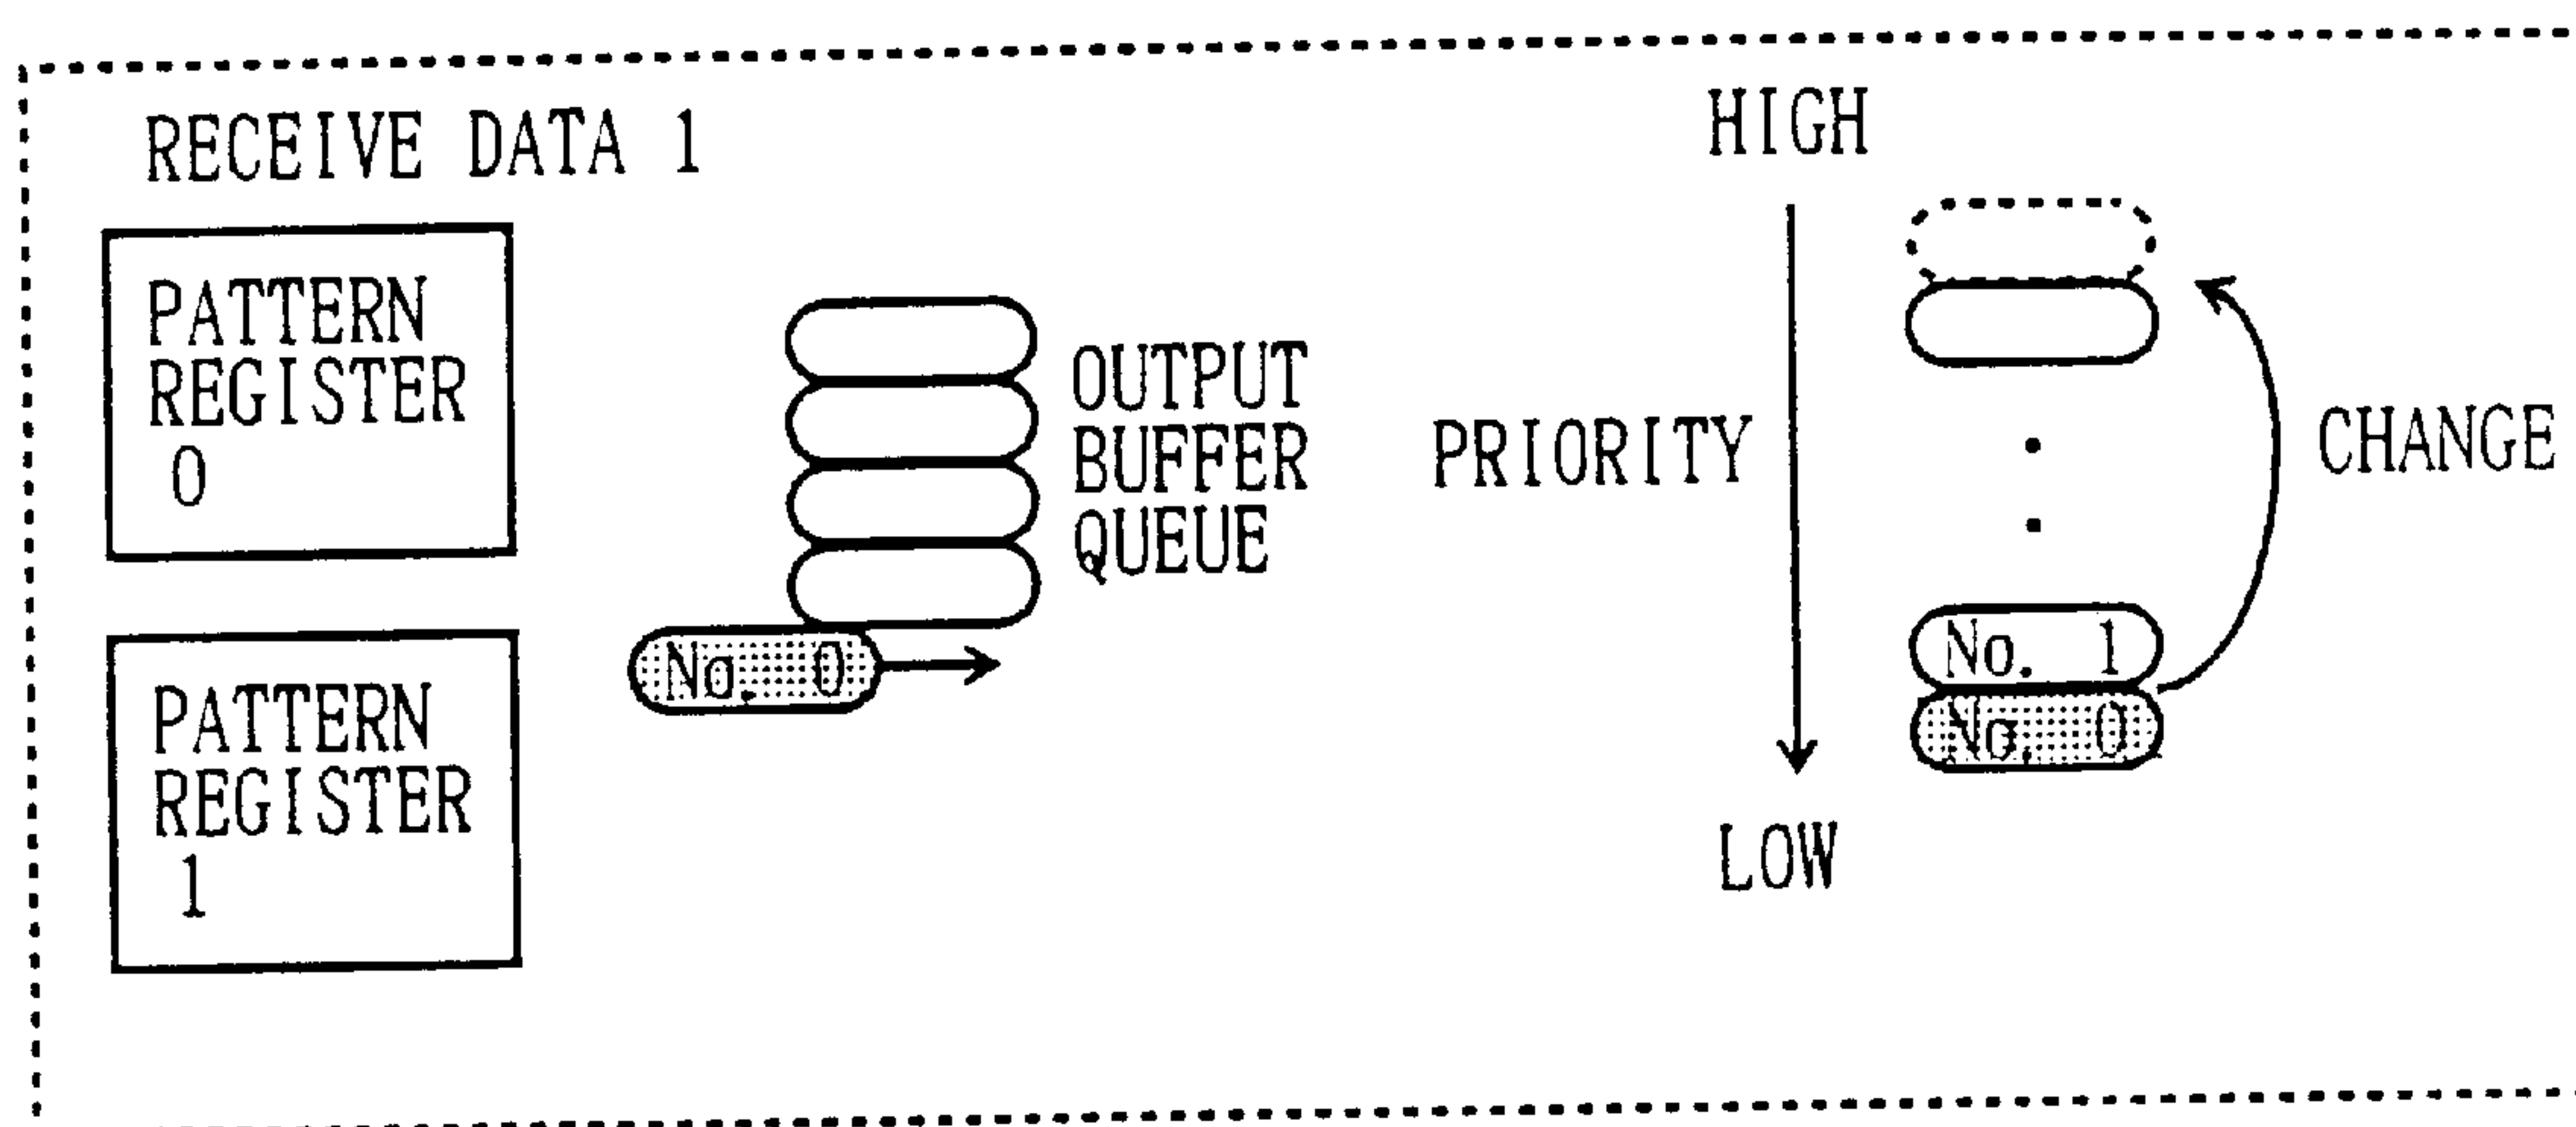 RECEIVE DATA 1
PATTERN
REGISTER
0
PATTERN
REGISTER
1
OUTPUT
BUFFER
QUEUE
No. 0
HIGH
PRIORITY
LOW
No. 1
No. 0
CHANGE